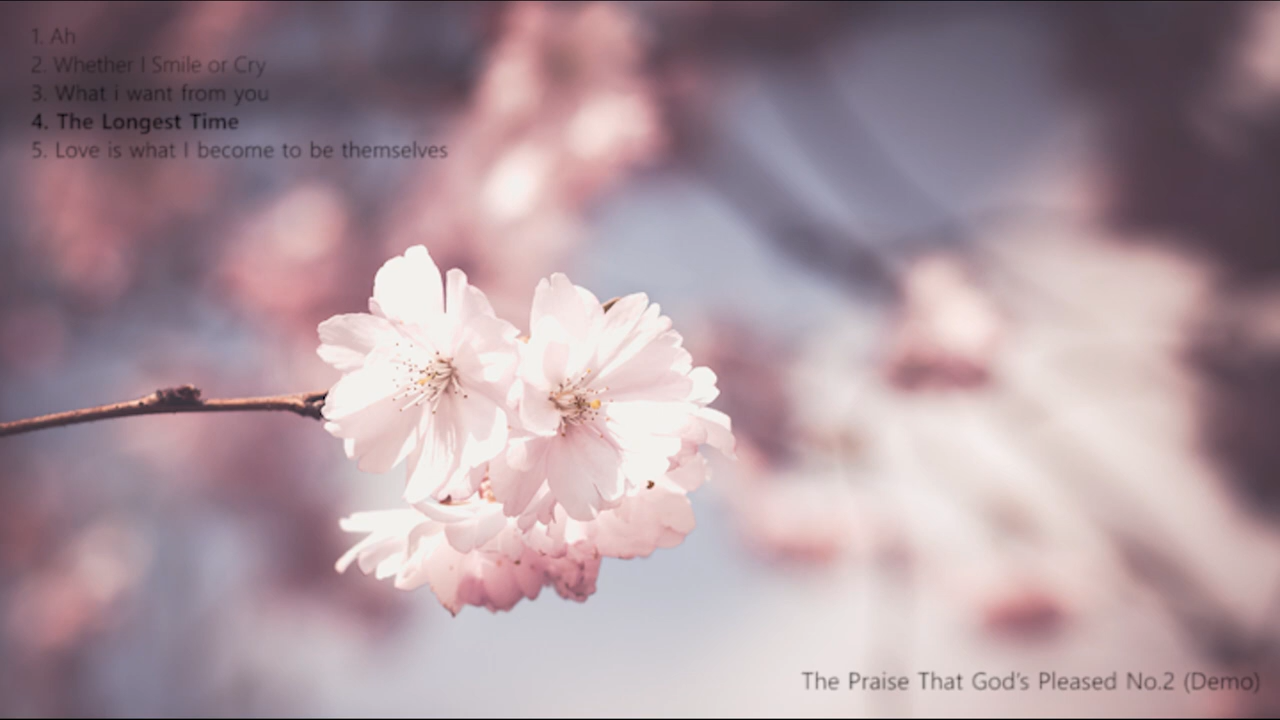 1. Ah
2. Whether I Smile or Cry
3. What i want from you
4. The Longest Time
5. Love is what I become to be themselves
The Praise That God's Pleased No.2 (Demo)